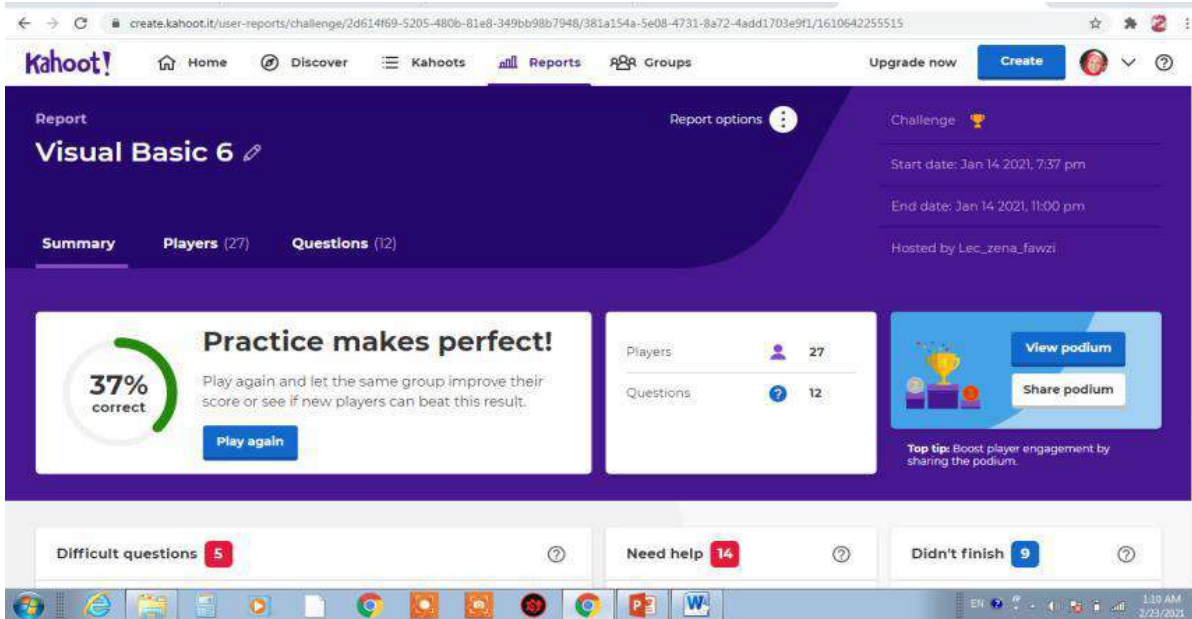 create.kahoot.it/user-reports/challenge/2d614f69-5205-480b-81e8-349bb98b7948/381a154a-5e08-4731-8a72-4add1703e9f1/1610642255515
Kahoot!
Home
Discover
Kahoots
Reports
Groups
Upgrade now
Create
Report
Report options
Visual Basic 6
Challenge
Start date: Jan 14 2021, 7:37 pm
End date: Jan 14 2021, 11:00 pm
Hosted by Lec_zena_fawzi
Summary
Players (27)
Questions (12)
37%
correct
Practice makes perfect!
Play again and let the same group improve their
score or see if new players can beat this result.
Play again
Players 27
Questions 12
View podium
Share podium
Top tip: Boost player engagement by
sharing the podium.
Difficult questions 5
Need help 14
Didn't finish 9
EN
1:10 AM
2/23/2021